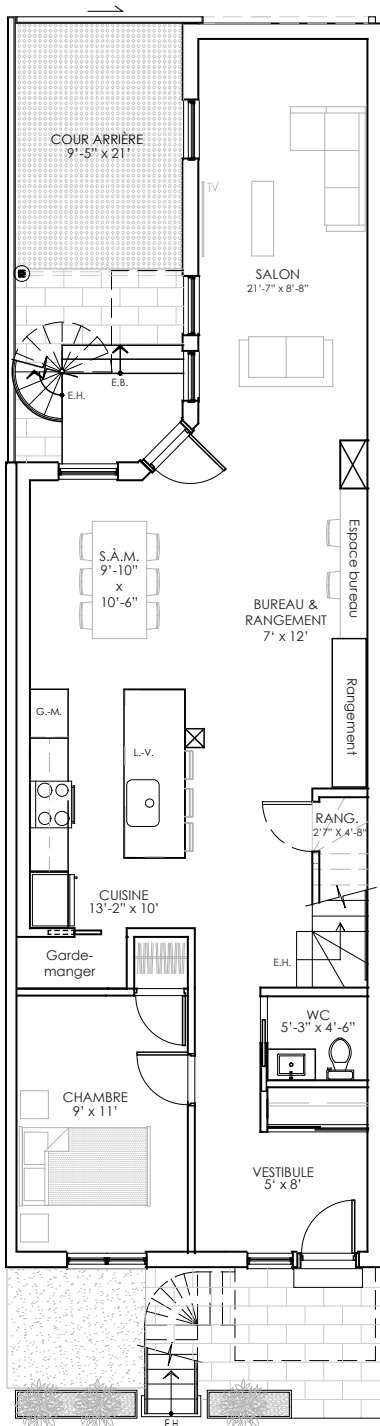 COUR ARRIÈRE
9'-5" x 21'
TV
SALON
21'-7" x 8'-8"
E.H.
E.B.
S.À.M.
9'-10"
x
10'-6"
Espace bureau
BUREAU &
RANGEMENT
7' x 12'
Rangement
G.-M.
L.-V.
RANG.
2'7" X 4'-8"
CUISINE
13'-2" x 10'
Garde-
manger
E.H.
WC
5'-3" x 4'-6"
CHAMBRE
9' x 11'
VESTIBULE
5' x 8'
E.H.